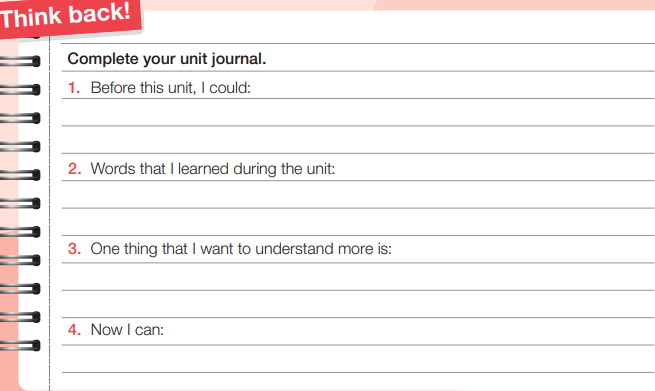 Think back!
Complete your unit journal.
1. Before this unit, I could:
2. Words that I learned during the unit:
3. One thing that I want to understand more is:
4. Now I can: